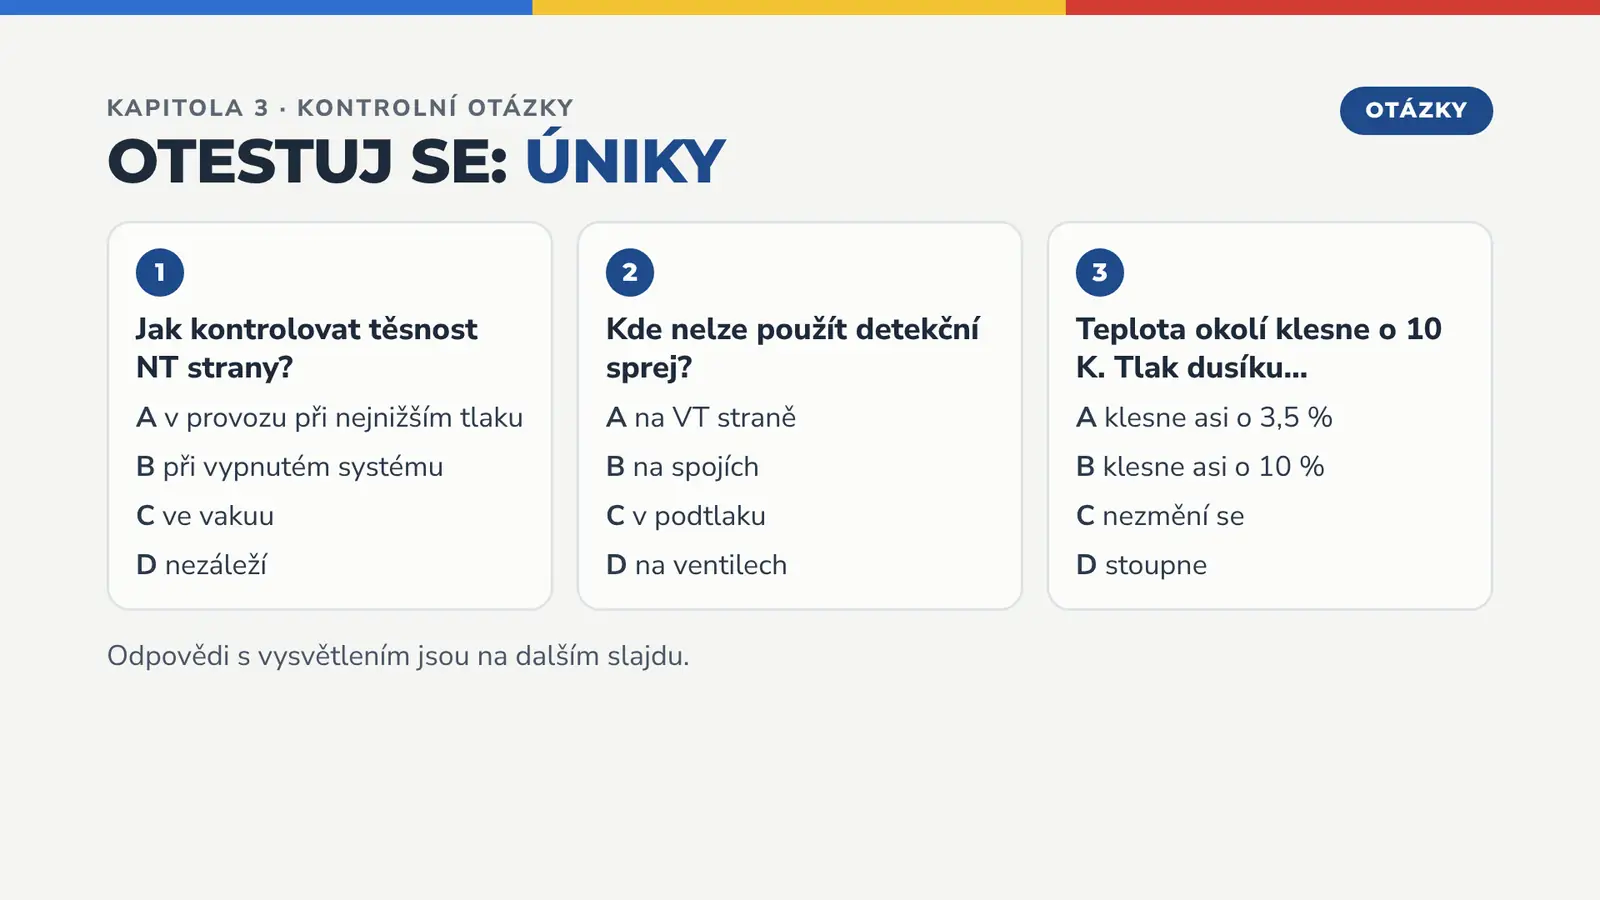 KAPITOLA 3 · KONTROLNÍ OTÁZKY
OTÁZKY
OTESTUJ SE: ÚNIKY
1
Jak kontrolovat těsnost
NT strany?
A v provozu při nejnižším tlaku
B při vypnutém systému
C ve vakuu
D nezáleží
2
Kde nelze použít detekční
sprej?
A na VT straně
B na spojích
C v podtlaku
D na ventilech
3
Teplota okolí klesne o 10
K. Tlak dusíku...
A klesne asi o 3,5 %
B klesne asi o 10 %
C nezmění se
D stoupne
Odpovědi s vysvětlením jsou na dalším slajdu.